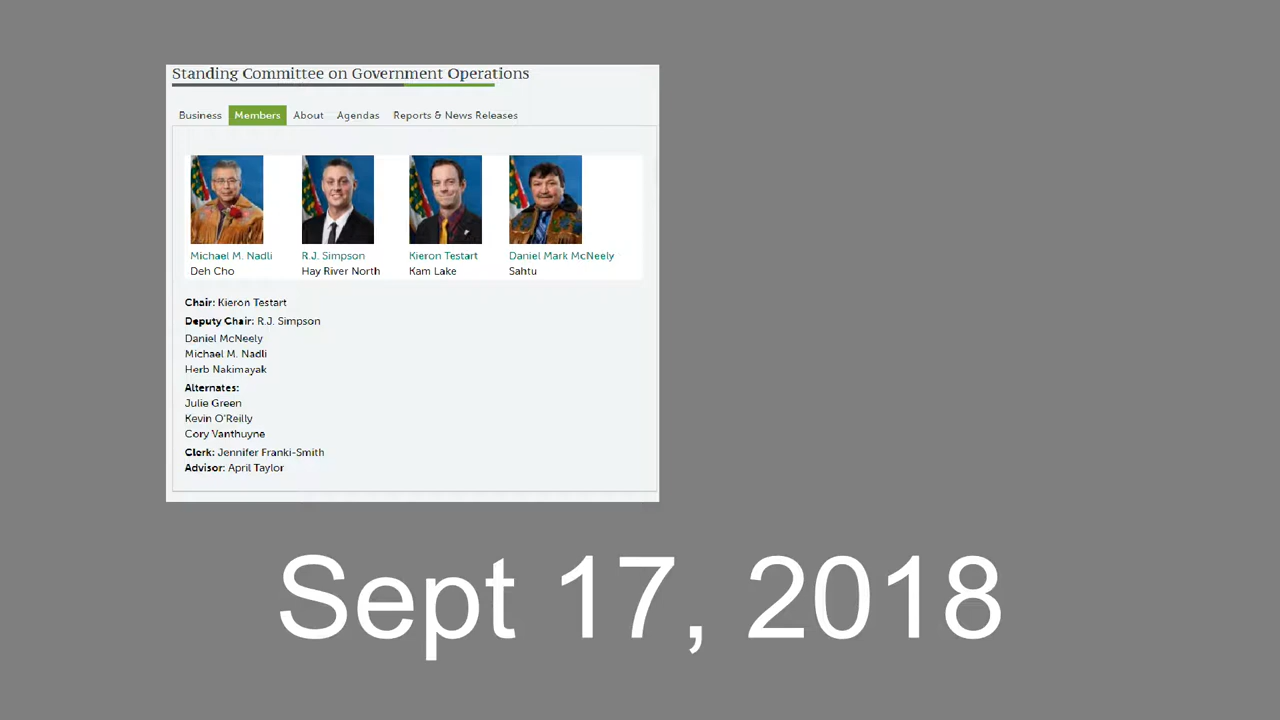 Standing Committee on Government Operations
Business Members About Agendas Reports & News Releases
Michael M. Nadli R.J. Simpson Kieron Testart Daniel Mark McNeely
Deh Cho Hay River North Kam Lake Sahtu
Chair: Kieron Testart
Deputy Chair: R.J. Simpson
Daniel McNeely
Michael M. Nadli
Herb Nakimayak
Alternates:
Julie Green
Kevin O'Reilly
Cory Vanthuyne
Clerk: Jennifer Franki-Smith
Advisor: April Taylor
Sept 17, 2018